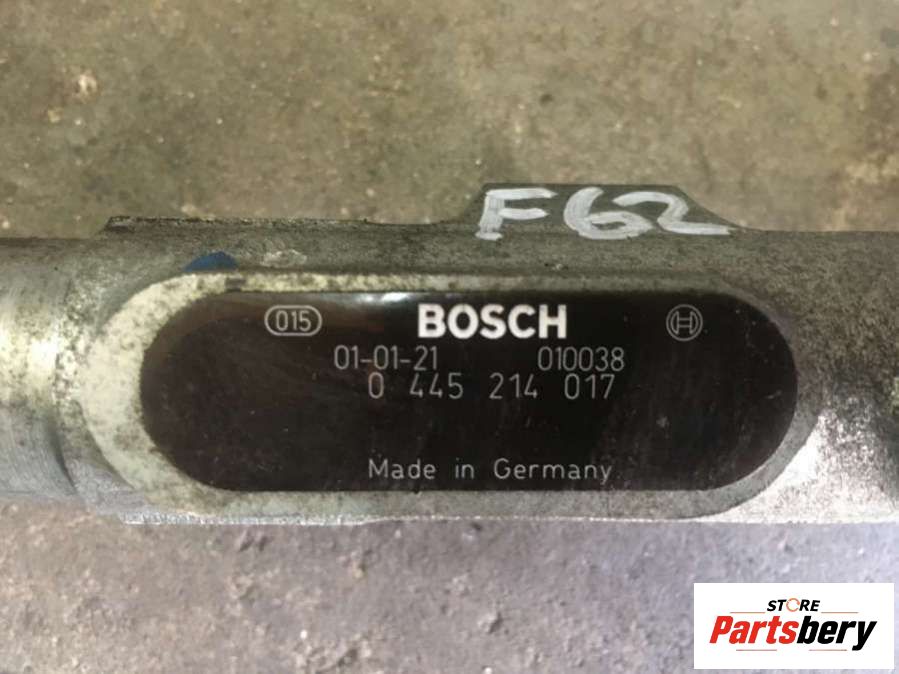 F62
015 BOSCH H
01-01-21 010038
0 445 214 017
Made in Germany
STORE
Partsbery